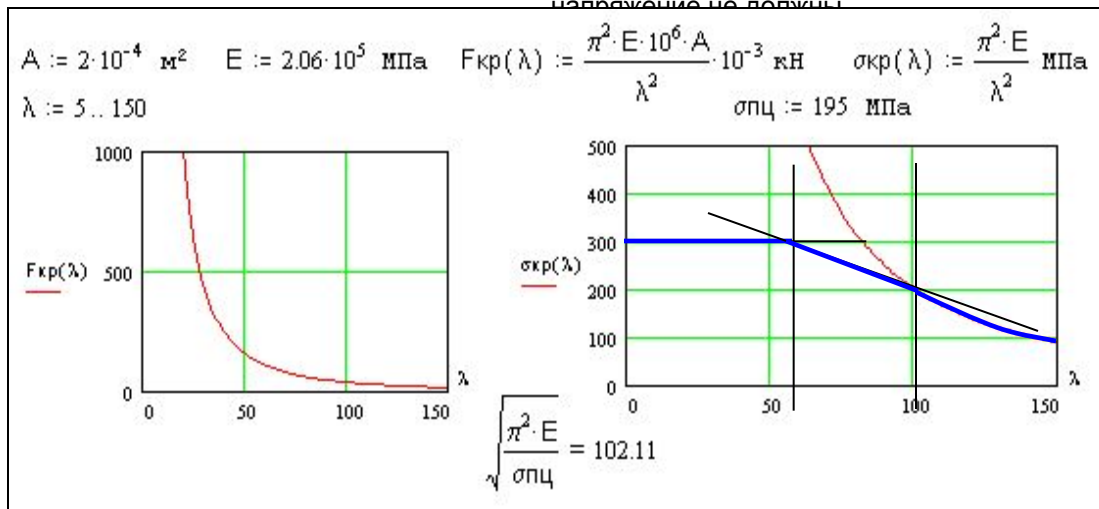 напряжение не должны
A := 2·10⁻⁴ м² E := 2.06·10⁵ МПа Fкр(λ) := π²·E·10⁶·A / λ² ·10⁻³ кН σкр(λ) := π²·E / λ² МПа
λ := 5 .. 150 σпц := 195 МПа
1000
Fкр(λ) 500
0
0 50 100 150
λ
500
400
300
σкр(λ)
200
100
0
0 50 100 150
λ
√(π²·E / σпц) = 102.11